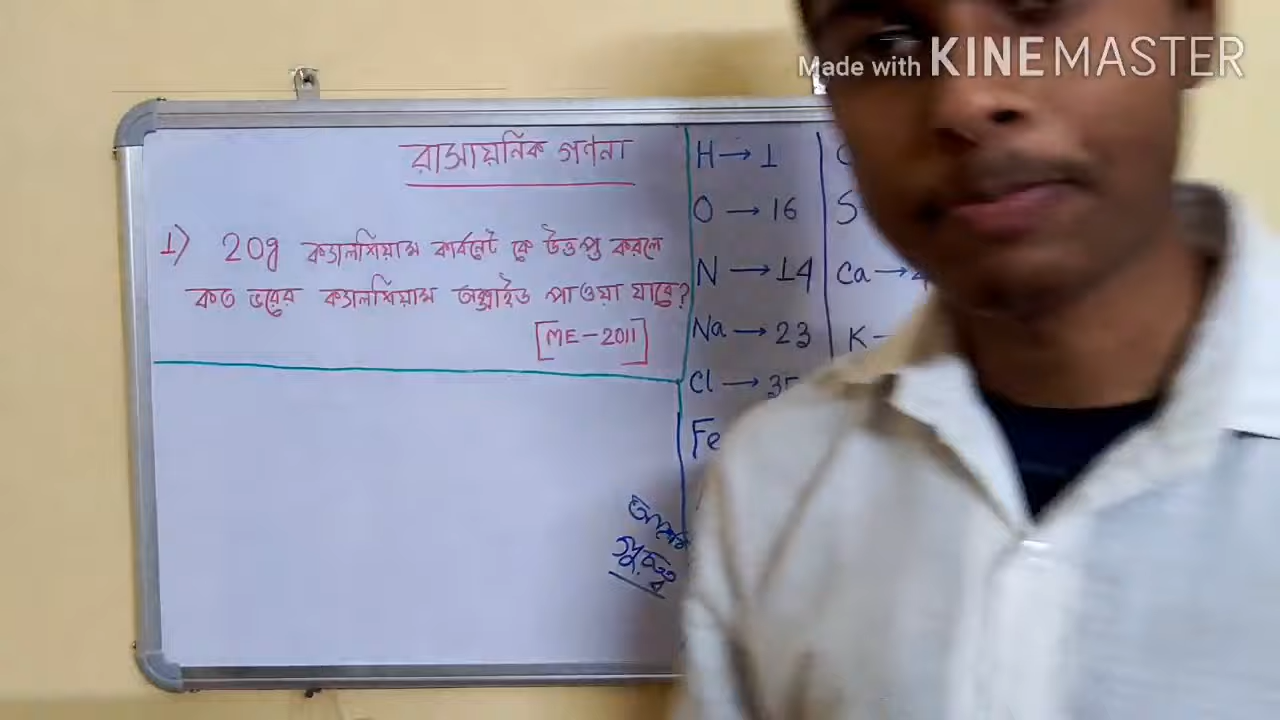 Made with KINEMASTER
রাসায়নিক গণনা
1) 20g ক্যালশিয়াম কার্বনেট কে উত্তপ্ত করলে
কত ভরের ক্যালশিয়াম অক্সাইড পাওয়া যাবে?
[ME-2011]
H → 1
O → 16
N → 14
Na → 23
Cl → 35
Fe
S
Ca →
K